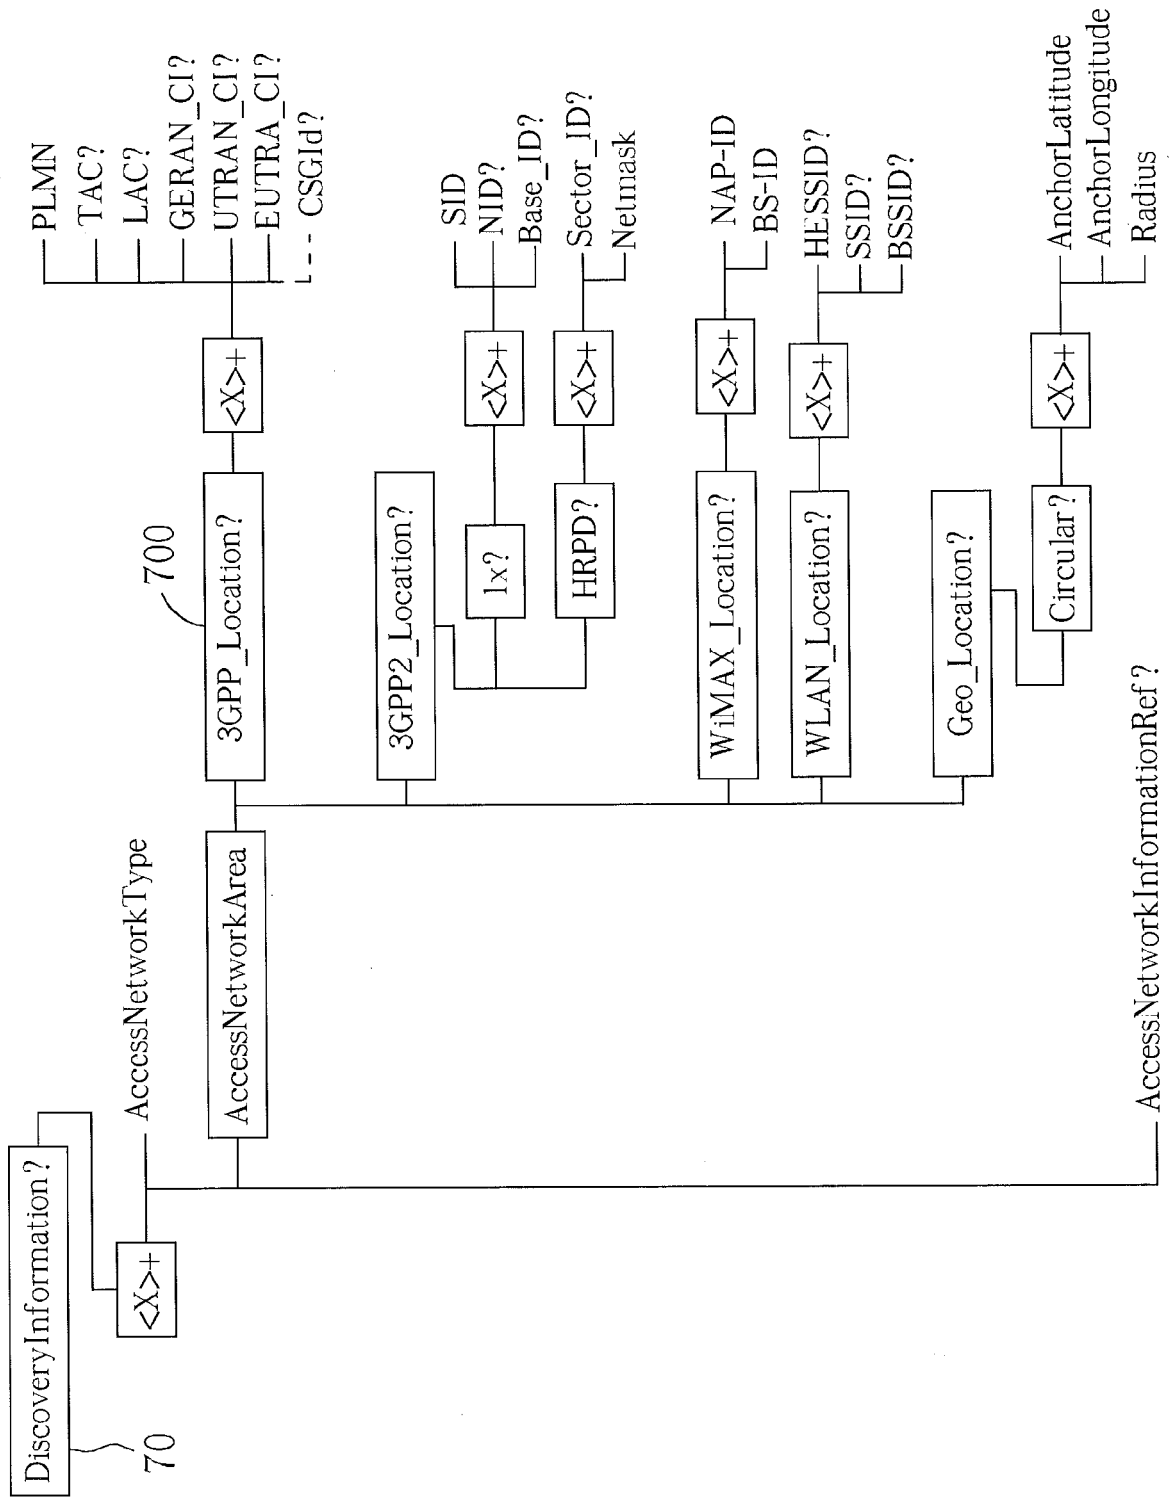 DiscoveryInformation?
70
<X>+
AccessNetworkType
AccessNetworkArea
3GPP_Location?
700
<X>+
PLMN
TAC?
LAC?
GERAN_CI?
UTRAN_CI?
EUTRA_CI?
CSGId?
3GPP2_Location?
1x?
<X>+
SID
NID?
Base_ID?
HRPD?
<X>+
Sector_ID?
Netmask
WiMAX_Location?
<X>+
NAP-ID
BS-ID
WLAN_Location?
<X>+
HESSID?
SSID?
BSSID?
Geo_Location?
Circular?
<X>+
AnchorLatitude
AnchorLongitude
Radius
AccessNetworkInformationRef?